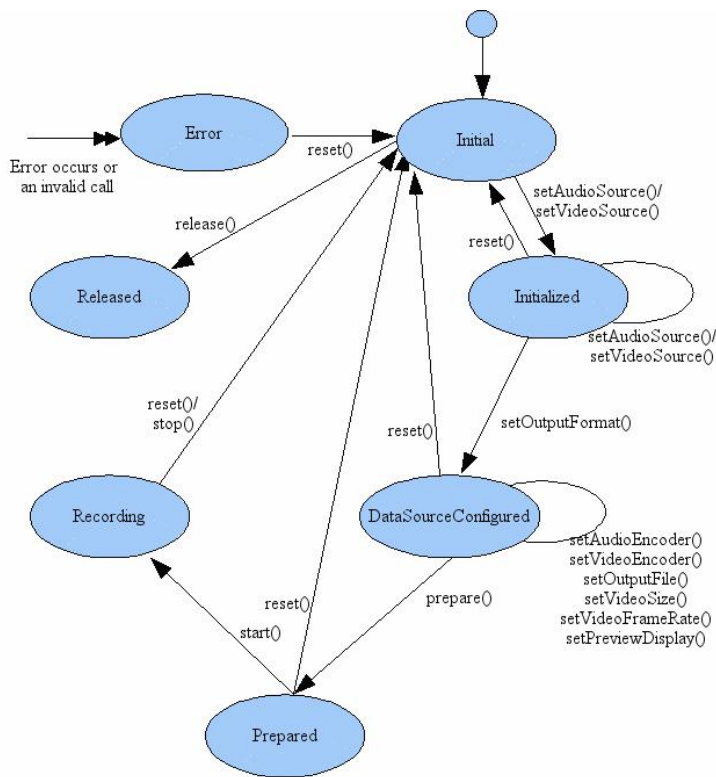 Error
Initial
reset()
Error occurs or
an invalid call
setAudioSource()/
setVideoSource()
release()
reset()
Released
Initialized
setAudioSource()/
setVideoSource()
reset()/
stop()
setOutputFormat()
reset()
Recording
DataSourceConfigured
setAudioEncoder()
setVideoEncoder()
setOutputFile()
setVideoSize()
setVideoFrameRate()
setPreviewDisplay()
reset()
prepare()
start()
Prepared